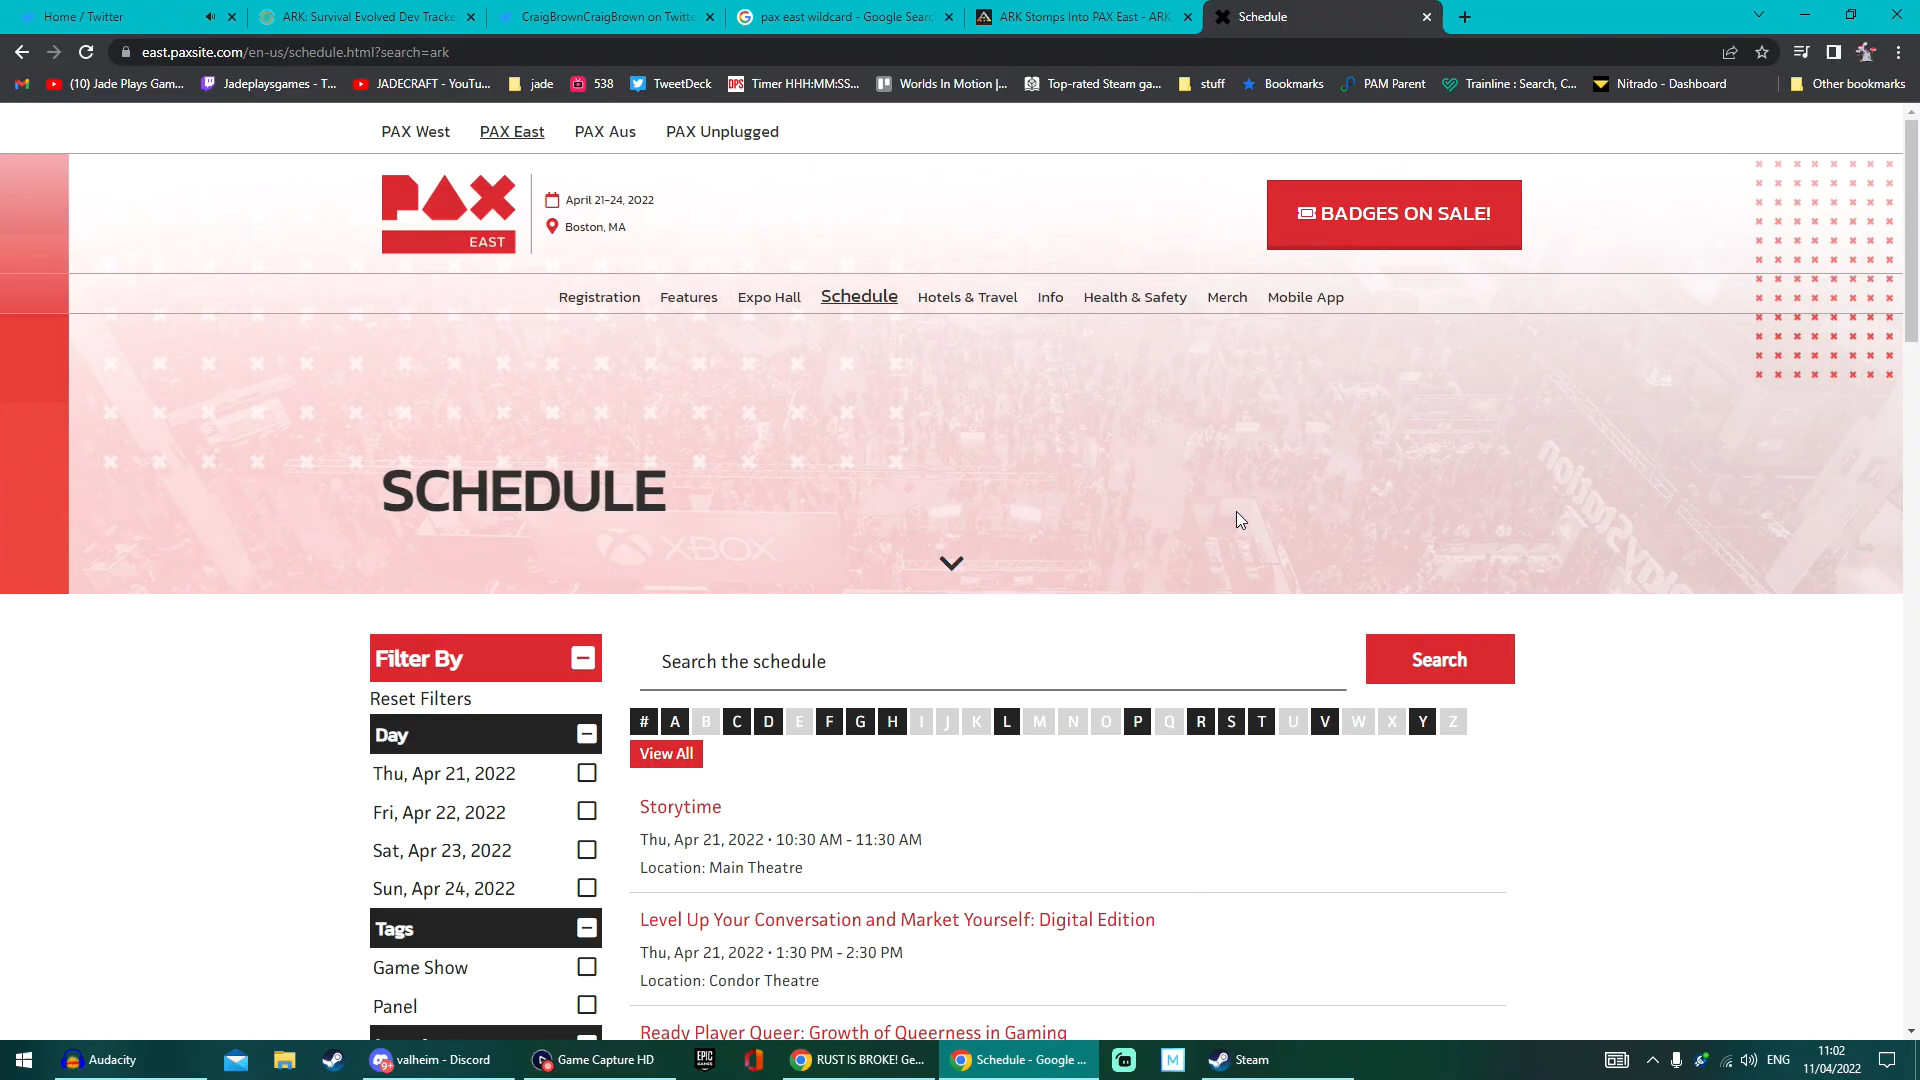 Home / Twitter
ARK: Survival Evolved Dev Tracke
CraigBrownCraigBrown on Twitte
pax east wildcard - Google Searc
ARK Stomps Into PAX East - ARK
Schedule
east.paxsite.com/en-us/schedule.html?search=ark
(10) Jade Plays Gam...
Jadeplaysgames - T...
JADECRAFT - YouTu...
jade
538
TweetDeck
DPS
Timer HHH:MM:SS...
Worlds In Motion |...
Top-rated Steam ga...
stuff
Bookmarks
PAM Parent
Trainline : Search, C...
Nitrado - Dashboard
Other bookmarks
PAX West
PAX East
PAX Aus
PAX Unplugged
PAX
EAST
April 21-24, 2022
Boston, MA
BADGES ON SALE!
Registration
Features
Expo Hall
Schedule
Hotels & Travel
Info
Health & Safety
Merch
Mobile App
SCHEDULE
XBOX
PlayStation
Filter By
Reset Filters
Day
Thu, Apr 21, 2022
Fri, Apr 22, 2022
Sat, Apr 23, 2022
Sun, Apr 24, 2022
Tags
Game Show
Panel
Search the schedule
Search
# A B C D E F G H I J K L M N O P Q R S T U V W X Y Z
View All
Storytime
Thu, Apr 21, 2022 • 10:30 AM - 11:30 AM
Location: Main Theatre
Level Up Your Conversation and Market Yourself: Digital Edition
Thu, Apr 21, 2022 • 1:30 PM - 2:30 PM
Location: Condor Theatre
Ready Player Queer: Growth of Queerness in Gaming
Audacity
9+
valheim - Discord
Game Capture HD
EPIC
GAMES
RUST IS BROKE! Ge...
Schedule - Google ...
M
Steam
ENG
11:02
11/04/2022